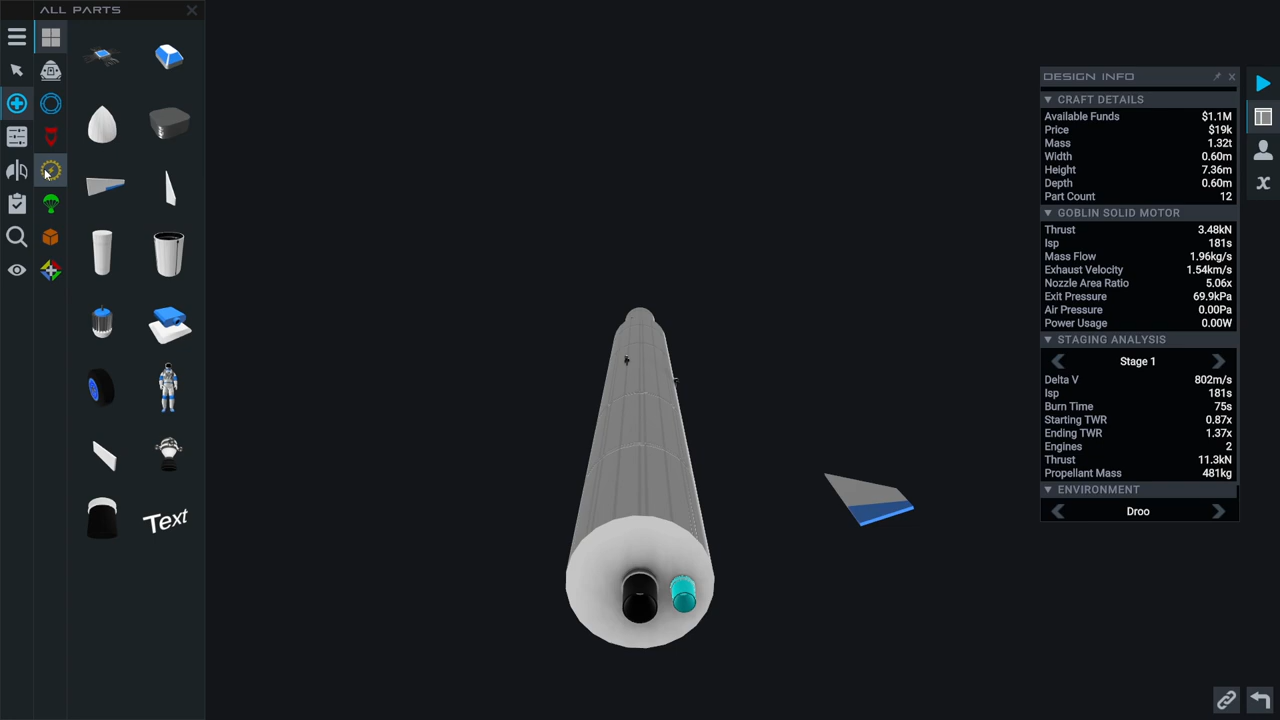 ALL PARTS
Text
DESIGN INFO
CRAFT DETAILS
Available Funds $1.1M
Price $19k
Mass 1.32t
Width 0.60m
Height 7.36m
Depth 0.60m
Part Count 12
GOBLIN SOLID MOTOR
Thrust 3.48kN
Isp 181s
Mass Flow 1.96kg/s
Exhaust Velocity 1.54km/s
Nozzle Area Ratio 5.06x
Exit Pressure 69.9kPa
Air Pressure 0.00Pa
Power Usage 0.00W
STAGING ANALYSIS
Stage 1
Delta V 802m/s
Isp 181s
Burn Time 75s
Starting TWR 0.87x
Ending TWR 1.37x
Engines 2
Thrust 11.3kN
Propellant Mass 481kg
ENVIRONMENT
Droo